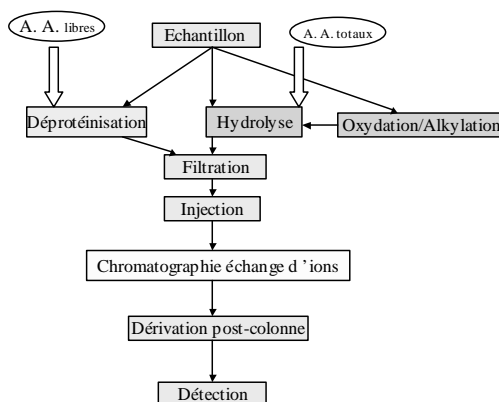 A. A. libres
Echantillon
A. A. totaux
Déprotéinisation
Hydrolyse
Oxydation/Alkylation
Filtration
Injection
Chromatographie échange d ’ions
Dérivation post-colonne
Détection